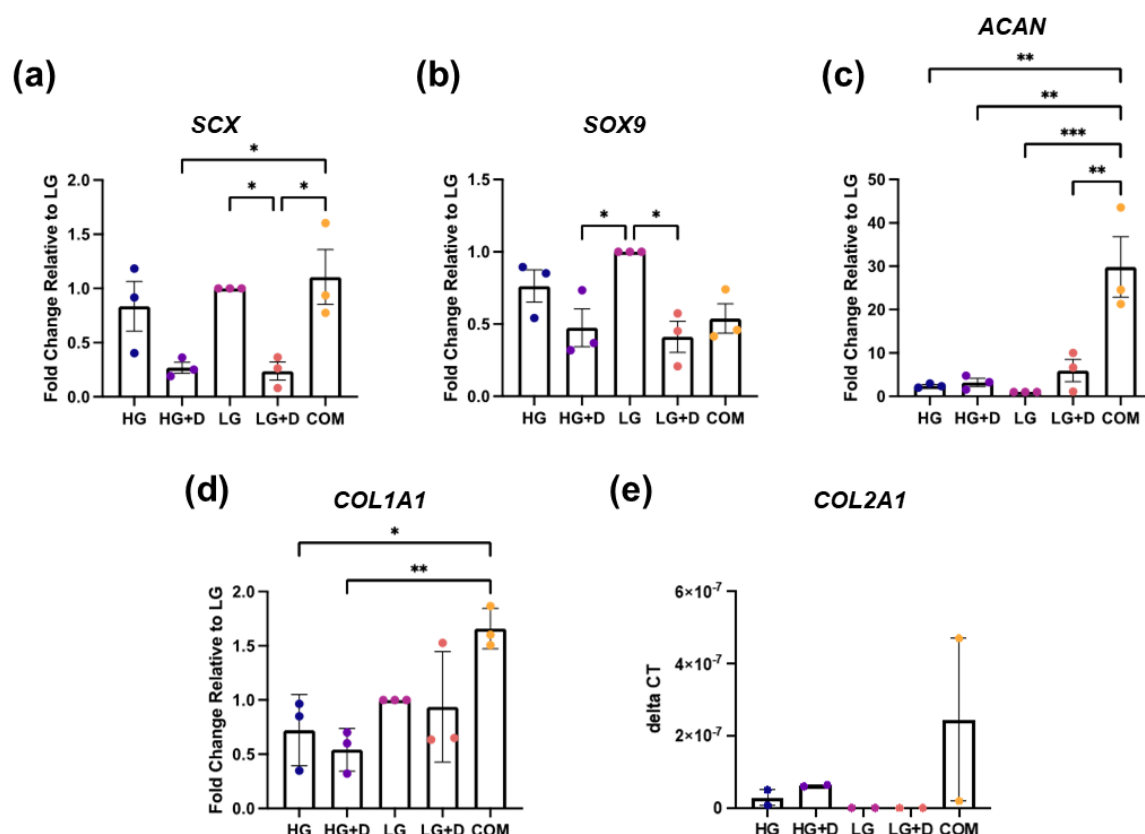 (a)
SCX
*
*
*
Fold Change Relative to LG
2.0
1.5
1.0
0.5
0.0
HG HG+D LG LG+D COM
(b)
SOX9
*
*
Fold Change Relative to LG
1.5
1.0
0.5
0.0
HG HG+D LG LG+D COM
(c)
ACAN
**
**
***
**
Fold Change Relative to LG
50
40
30
20
10
0
HG HG+D LG LG+D COM
(d)
COL1A1
*
**
Fold Change Relative to LG
2.0
1.5
1.0
0.5
0.0
HG HG+D LG LG+D COM
(e)
COL2A1
delta CT
6×10-7
4×10-7
2×10-7
0
HG HG+D LG LG+D COM